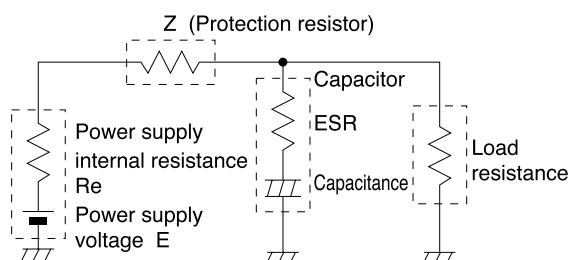 Z (Protection resistor)
Capacitor
ESR
Capacitance
Power supply
internal resistance
Re
Power supply
voltage E
Load
resistance